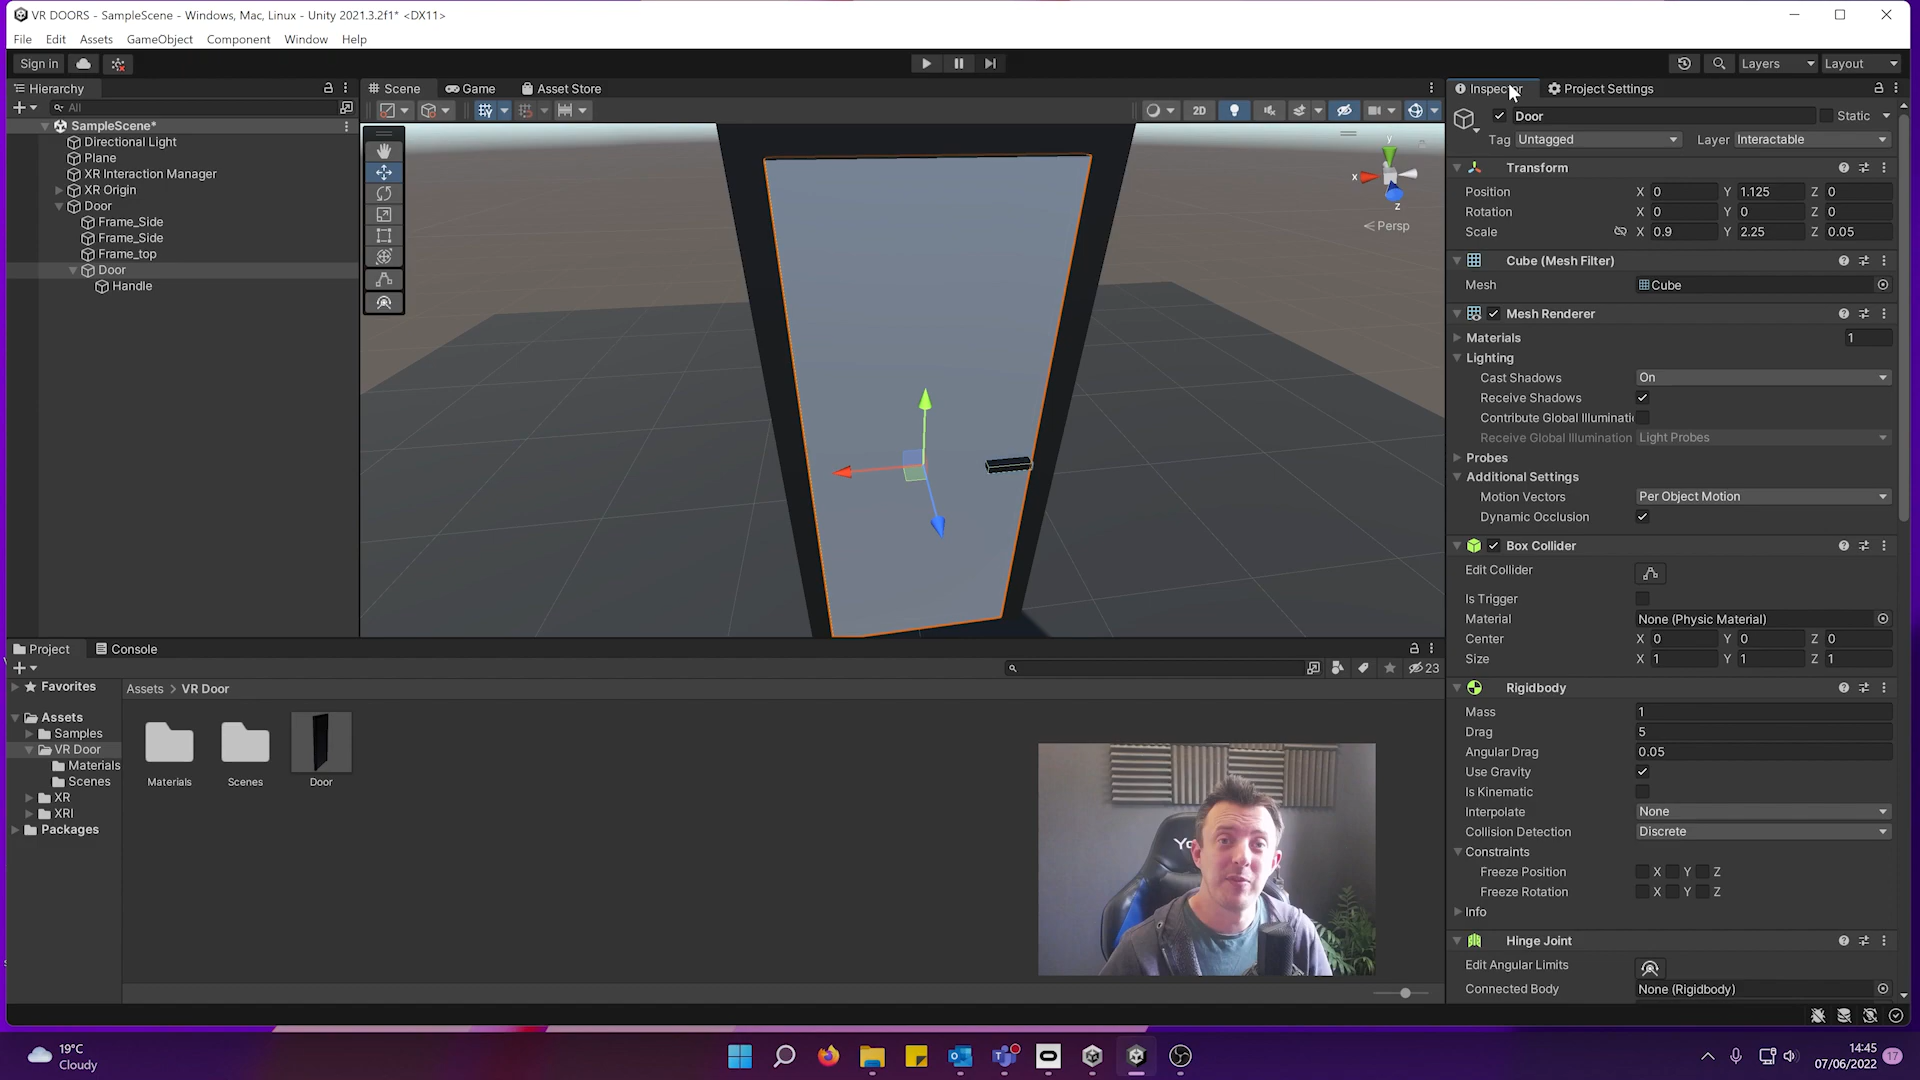 VR DOORS - SampleScene - Windows, Mac, Linux - Unity 2021.3.2f1* <DX11>
File Edit Assets GameObject Component Window Help
Sign in
Layers Layout
Hierarchy
All
SampleScene*
Directional Light
Plane
XR Interaction Manager
XR Origin
Door
Frame_Side
Frame_Side
Frame_top
Door
Handle
Scene Game Asset Store
2D
y
x
z
Persp
Inspector Project Settings
Door Static
Tag Untagged Layer Interactable
Transform
Position X 0 Y 1.125 Z 0
Rotation X 0 Y 0 Z 0
Scale X 0.9 Y 2.25 Z 0.05
Cube (Mesh Filter)
Mesh Cube
Mesh Renderer
Materials 1
Lighting
Cast Shadows On
Receive Shadows
Contribute Global Illuminati
Receive Global Illumination Light Probes
Probes
Additional Settings
Motion Vectors Per Object Motion
Dynamic Occlusion
Box Collider
Edit Collider
Is Trigger
Material None (Physic Material)
Center X 0 Y 0 Z 0
Size X 1 Y 1 Z 1
Rigidbody
Mass 1
Drag 5
Angular Drag 0.05
Use Gravity
Is Kinematic
Interpolate None
Collision Detection Discrete
Constraints
Freeze Position X Y Z
Freeze Rotation X Y Z
Info
Hinge Joint
Edit Angular Limits
Connected Body None (Rigidbody)
Project Console
23
Favorites
Assets
Samples
VR Door
Materials
Scenes
XR
XRI
Packages
Assets > VR Door
Materials Scenes Door
Yo
19°C
Cloudy
14:45
07/06/2022
17